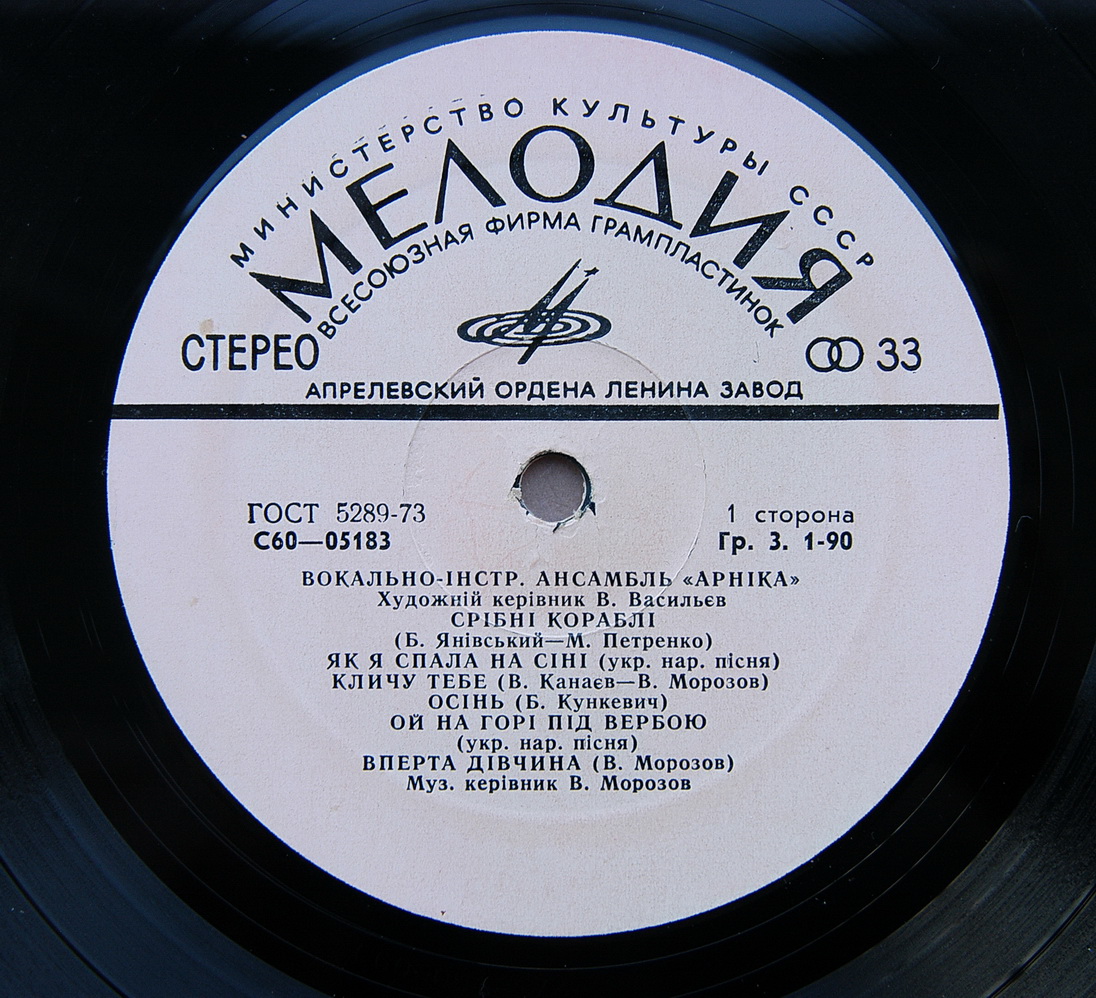 МИНИСТЕРСТВО КУЛЬТУРЫ СССР
МЕЛОДИЯ
ВСЕСОЮЗНАЯ ФИРМА ГРАМПЛАСТИНОК
СТЕРЕО
33
АПРЕЛЕВСКИЙ ОРДЕНА ЛЕНИНА ЗАВОД
ГОСТ 5289-73
1 сторона
С60—05183
Гр. 3. 1-90
ВОКАЛЬНО-ІНСТР. АНСАМБЛЬ «АРНІКА»
Художній керівник В. Васильєв
СРІБНІ КОРАБЛІ
(Б. Янівський—М. Петренко)
ЯК Я СПАЛА НА СІНІ (укр. нар. пісня)
КЛИЧУ ТЕБЕ (В. Канаєв—В. Морозов)
ОСІНЬ (Б. Кункевич)
ОЙ НА ГОРІ ПІД ВЕРБОЮ
(укр. нар. пісня)
ВПЕРТА ДІВЧИНА (В. Морозов)
Муз. керівник В. Морозов